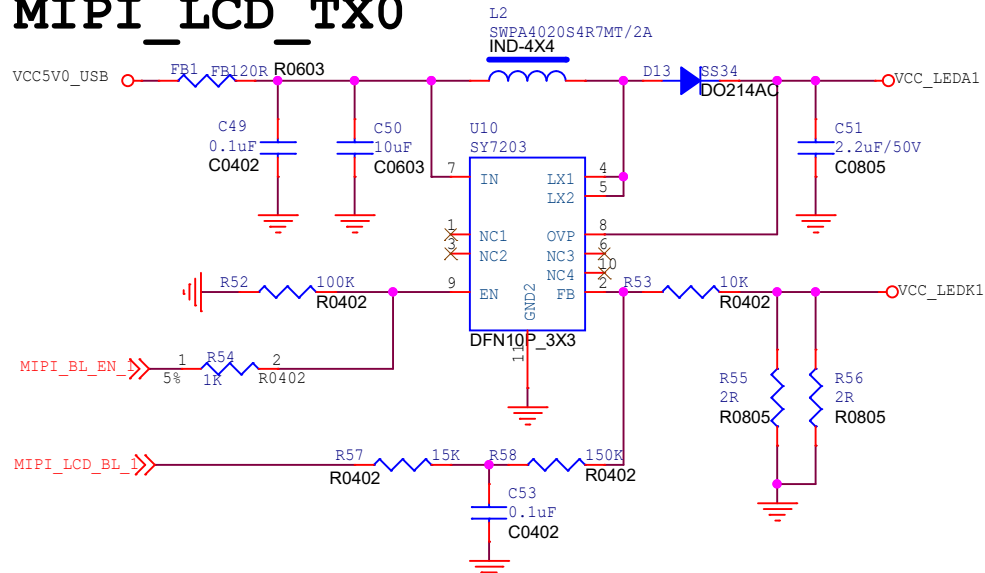 MIPI_LCD_TX0
L2
SWPA4020S4R7MT/2A
IND-4X4
VCC5V0_USB
FB1
FB120R
R0603
D13
SS34
DO214AC
VCC_LEDA1
C49
0.1uF
C0402
C50
10uF
C0603
U10
SY7203
C51
2.2uF/50V
C0805
7
IN
LX1
4
LX2
5
1
NC1
OVP
8
3
NC2
NC3
6
NC4
10
9
EN
FB
2
GND2
11
DFN10P_3X3
R52
100K
R0402
R53
10K
R0402
VCC_LEDK1
MIPI_BL_EN_1
1
R54
2
5%
1K
R0402
R55
2R
R0805
R56
2R
R0805
MIPI_LCD_BL_1
R57
15K
R0402
R58
150K
R0402
C53
0.1uF
C0402